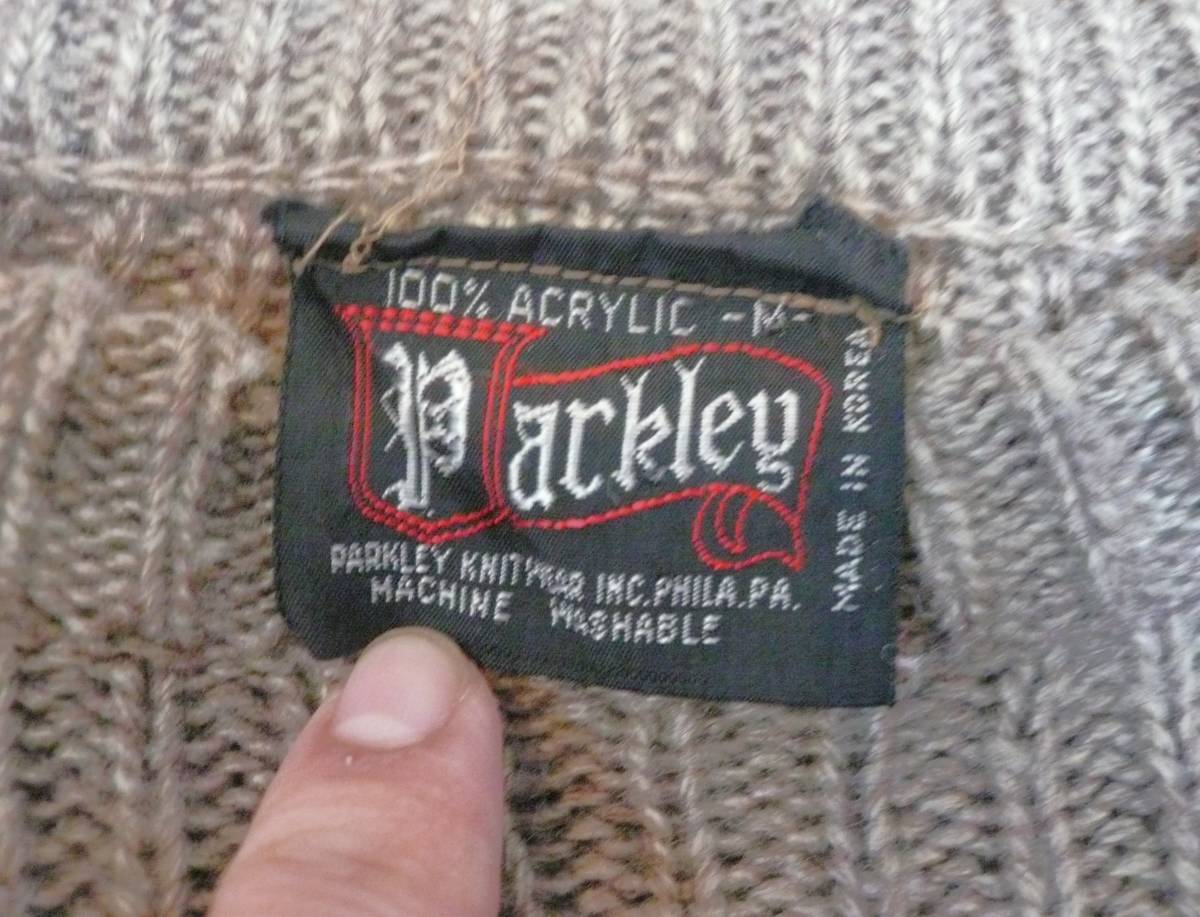 100% ACRYLIC -M-
Parkley
PARKLEY KNITWEAR INC.PHILA.PA.
MACHINE WASHABLE
MADE IN KOREA